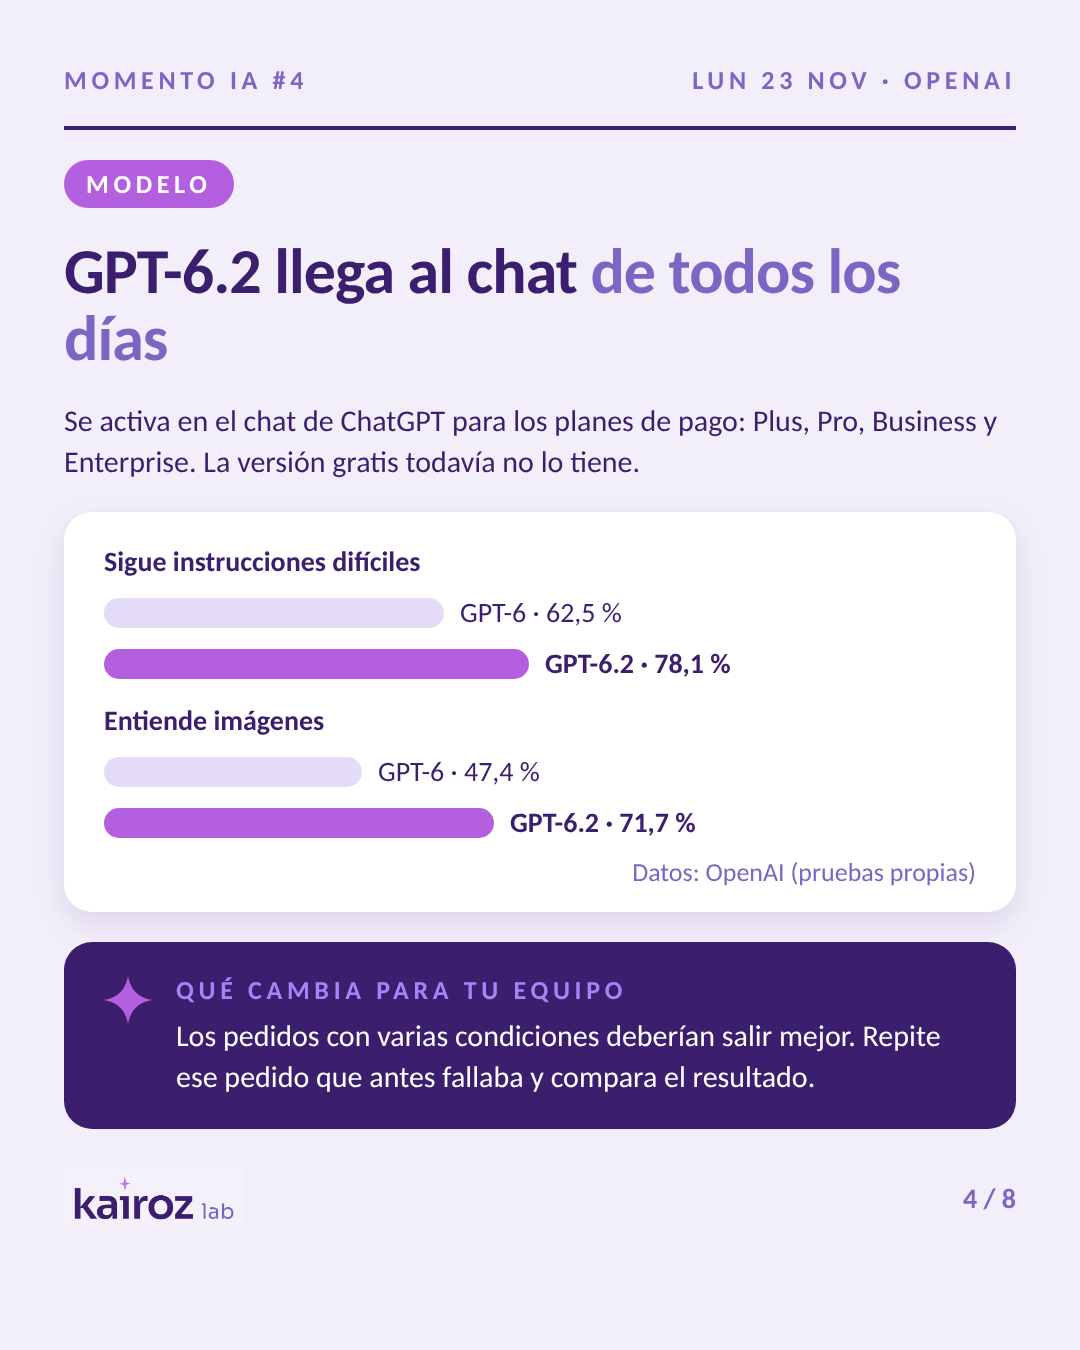 MOMENTO IA #4
LUN 23 NOV · OPENAI
MODELO
GPT-6.2 llega al chat de todos los
días
Se activa en el chat de ChatGPT para los planes de pago: Plus, Pro, Business y
Enterprise. La versión gratis todavía no lo tiene.
Sigue instrucciones difíciles
GPT-6 · 62,5 %
GPT-6.2 · 78,1 %
Entiende imágenes
GPT-6 · 47,4 %
GPT-6.2 · 71,7 %
Datos: OpenAI (pruebas propias)
QUÉ CAMBIA PARA TU EQUIPO
Los pedidos con varias condiciones deberían salir mejor. Repite
ese pedido que antes fallaba y compara el resultado.
kairoz lab
4 / 8